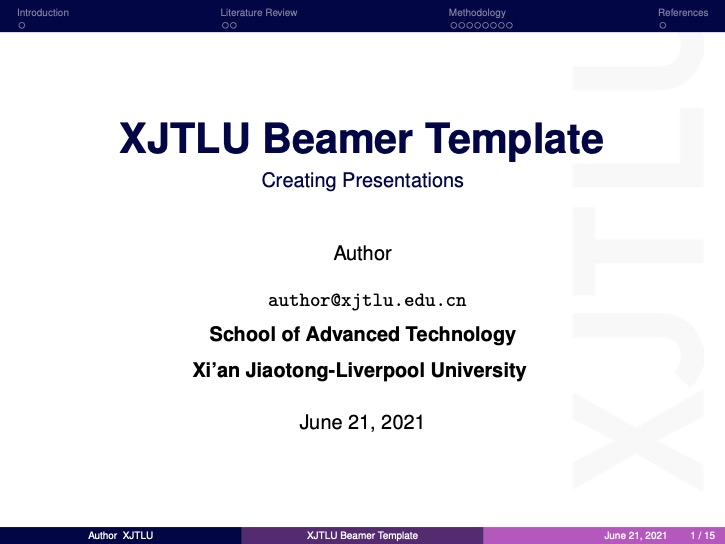 Introduction Literature Review Methodology References
XJTLU Beamer Template
Creating Presentations
Author
author@xjtlu.edu.cn
School of Advanced Technology
Xi’an Jiaotong-Liverpool University
June 21, 2021
XJTLU
Author XJTLU XJTLU Beamer Template June 21, 2021 1 / 15